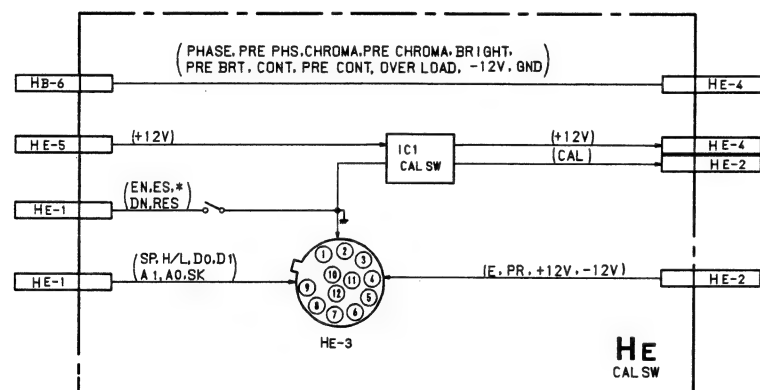 PHASE, PRE PHS, CHROMA, PRE CHROMA, BRIGHT,
PRE BRT, CONT, PRE CONT, OVER LOAD, -12V, GND
HB-6
HE-4
HE-5
(+12V)
IC1
CAL SW
(+12V)
HE-4
(CAL)
HE-2
HE-1
(EN, ES, *
DN, RES)
HE-1
(SP, H/L, D0, D1
A1, A0, SK)
1
2
3
10
11
4
9
12
5
8
7
6
(E, PR, +12V, -12V)
HE-2
HE-3
HE
CAL SW